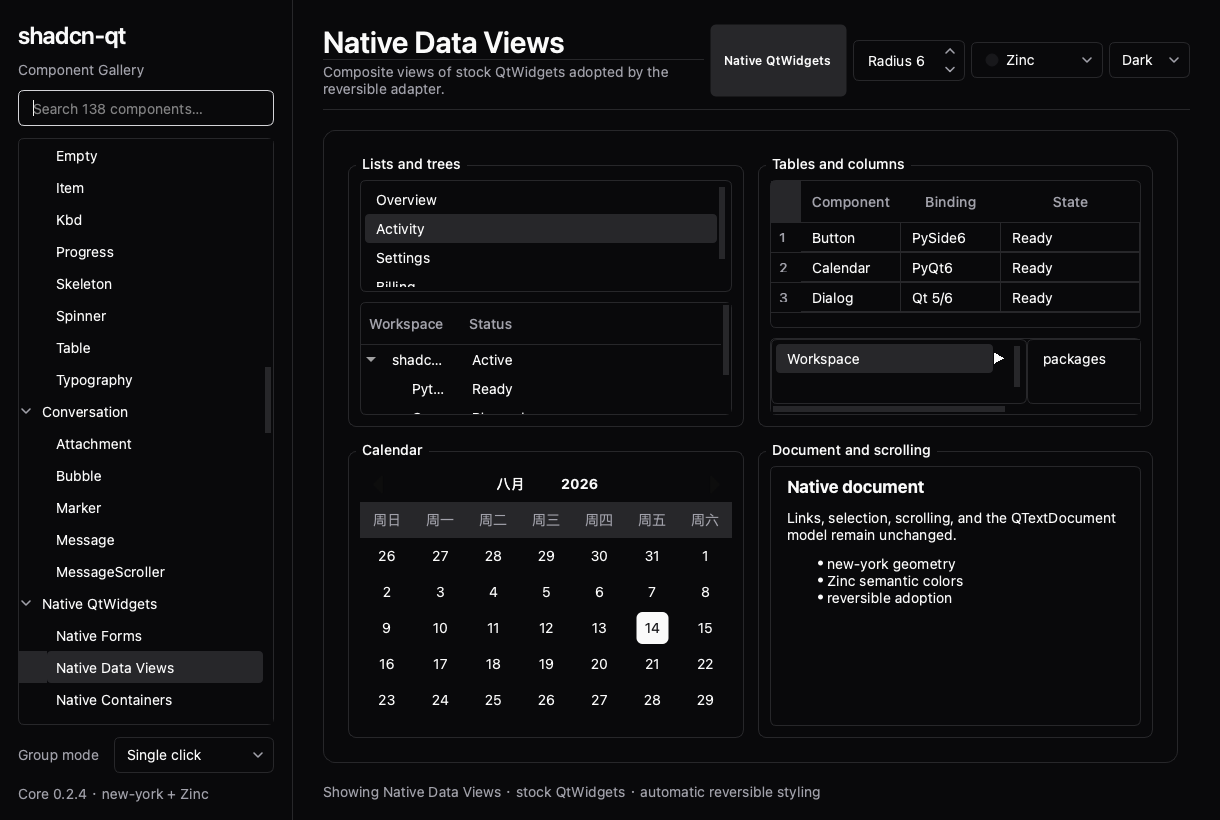 shadcn-qt
Component Gallery
Search 138 components...
Empty
Item
Kbd
Progress
Skeleton
Spinner
Table
Typography
Conversation
Attachment
Bubble
Marker
Message
MessageScroller
Native QtWidgets
Native Forms
Native Data Views
Native Containers
Group mode
Single click
Core 0.2.4 · new-york + Zinc
Native Data Views
Composite views of stock QtWidgets adopted by the
reversible adapter.
Native QtWidgets
Radius 6
Zinc
Dark
Lists and trees
Overview
Activity
Settings
Billing
Workspace Status
shadc... Active
Pyt... Ready
Tables and columns
Component Binding State
1 Button PySide6 Ready
2 Calendar PyQt6 Ready
3 Dialog Qt 5/6 Ready
Workspace
packages
Calendar
八月 2026
周日 周一 周二 周三 周四 周五 周六
26 27 28 29 30 31 1
2 3 4 5 6 7 8
9 10 11 12 13 14 15
16 17 18 19 20 21 22
23 24 25 26 27 28 29
Document and scrolling
Native document
Links, selection, scrolling, and the QTextDocument
model remain unchanged.
• new-york geometry
• Zinc semantic colors
• reversible adoption
Showing Native Data Views · stock QtWidgets · automatic reversible styling